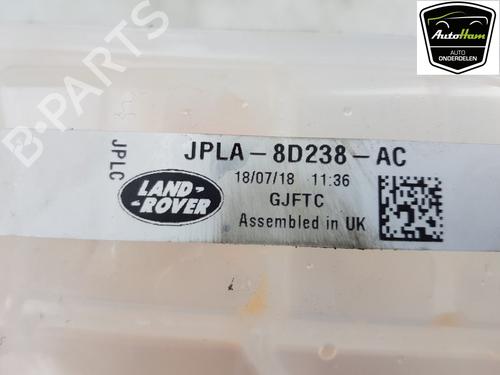 AutoHam
AUTO
ONDERDELEN
B-PARTS
JPLC
JPLA-8D238-AC
LAND-
ROVER
18/07/18 11:36
GJFTC
Assembled in UK